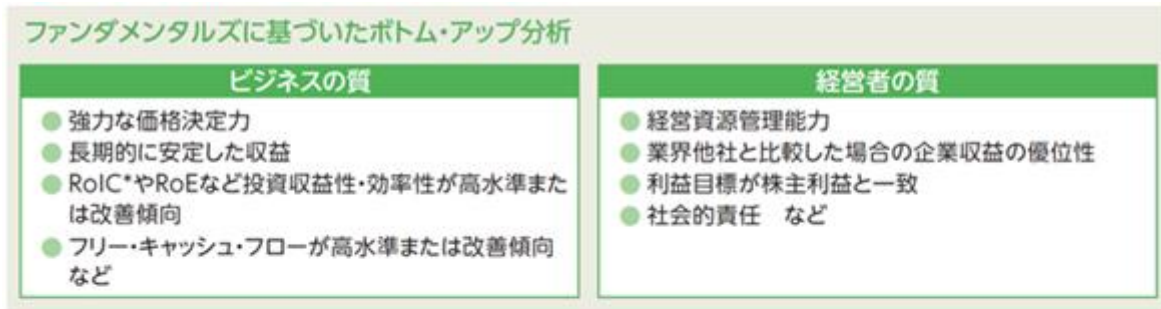 ファンダメンタルズに基づいたボトム・アップ分析
ビジネスの質
● 強力な価格決定力
● 長期的に安定した収益
● RoIC*やRoEなど投資収益性・効率性が高水準また
は改善傾向
● フリー・キャッシュ・フローが高水準または改善傾向
など
経営者の質
● 経営資源管理能力
● 業界他社と比較した場合の企業収益の優位性
● 利益目標が株主利益と一致
● 社会的責任 など